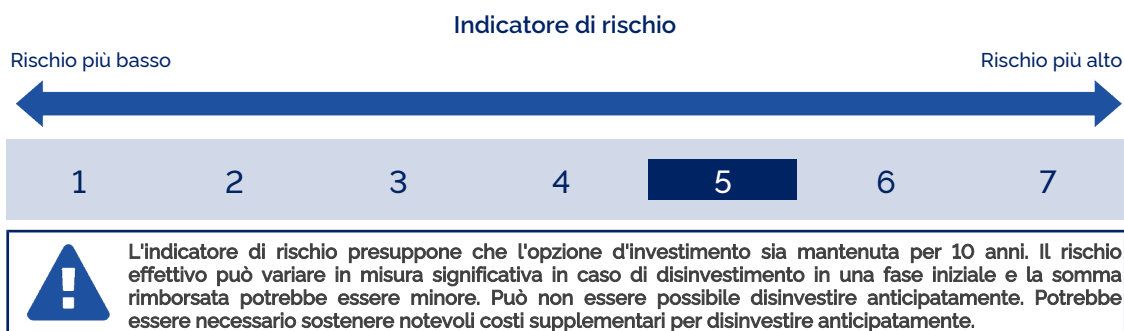 Indicatore di rischio
Rischio più basso Rischio più alto
1 2 3 4 5 6 7
L'indicatore di rischio presuppone che l'opzione d'investimento sia mantenuta per 10 anni. Il rischio
effettivo può variare in misura significativa in caso di disinvestimento in una fase iniziale e la somma
rimborsata potrebbe essere minore. Può non essere possibile disinvestire anticipatamente. Potrebbe
essere necessario sostenere notevoli costi supplementari per disinvestire anticipatamente.